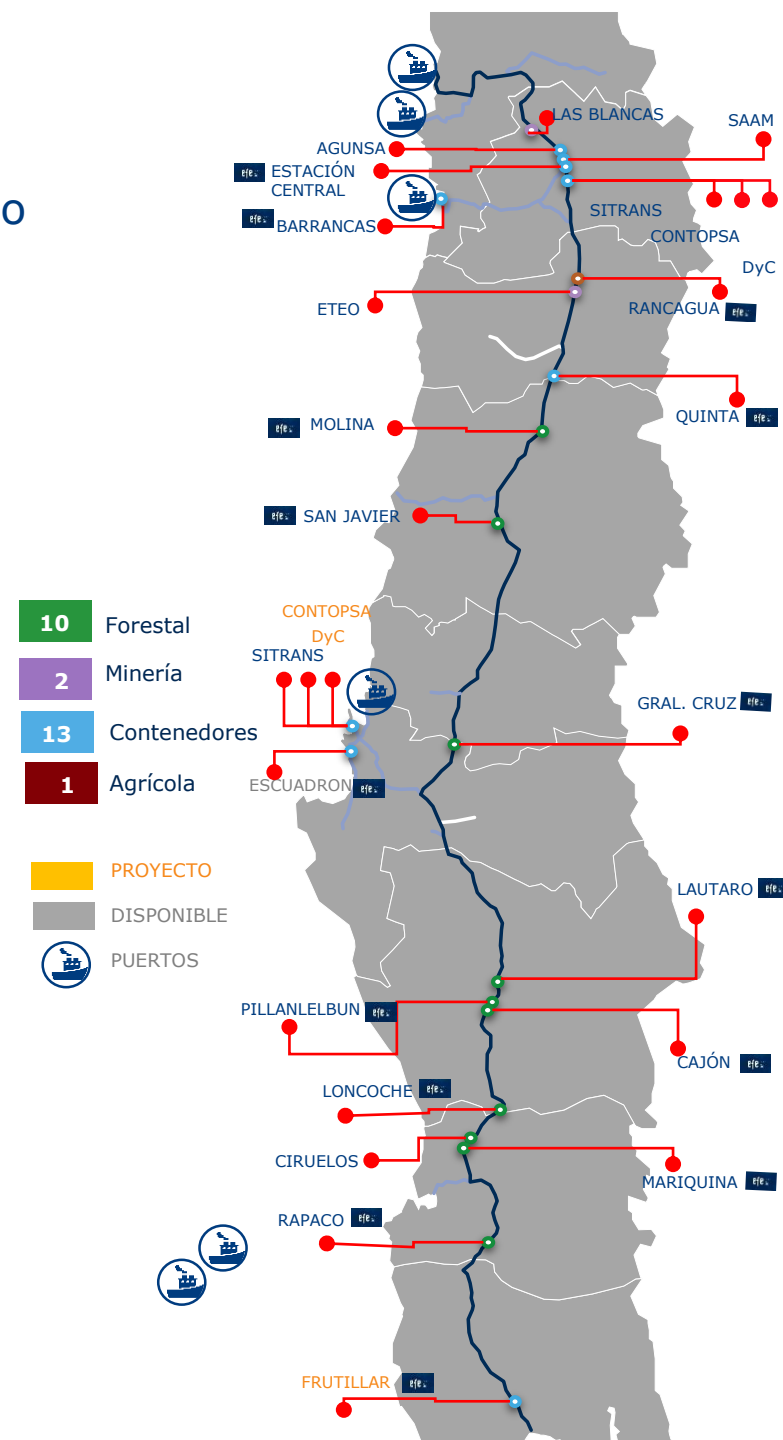 LAS BLANCAS
SAAM
AGUNSA
efe
ESTACIÓN
CENTRAL
o
SITRANS
efe
BARRANCAS
CONTOPSA
DyC
ETEO
RANCAGUA
efe
QUINTA
efe
efe
MOLINA
efe
SAN JAVIER
CONTOPSA
DyC
SITRANS
10 Forestal
2 Minería
13 Contenedores
1 Agrícola
GRAL. CRUZ
efe
ESCUADRON
efe
PROYECTO
DISPONIBLE
PUERTOS
LAUTARO
efe
PILLANLELBUN
efe
CAJÓN
efe
LONCOCHE
efe
CIRUELOS
MARIQUINA
efe
RAPACO
efe
FRUTILLAR
efe